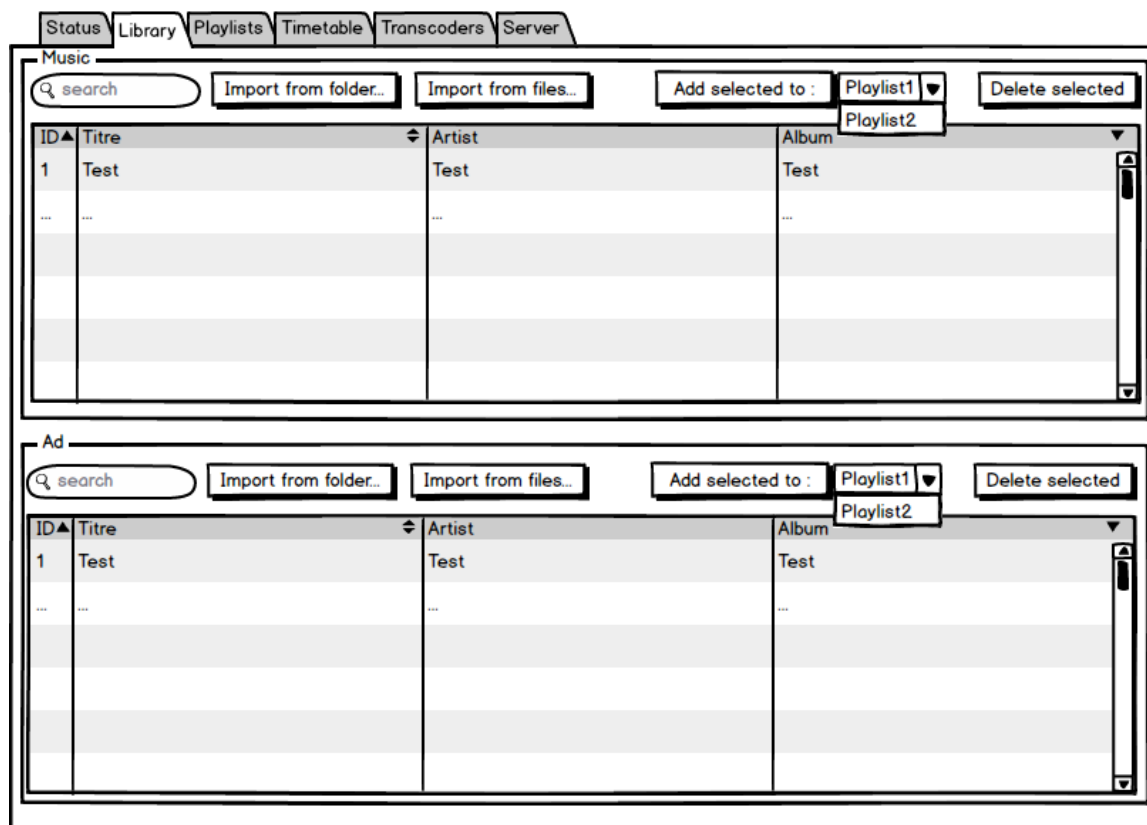 Status Library Playlists Timetable Transcoders Server
Music
search Import from folder... Import from files... Add selected to : Playlist1 Delete selected
Playlist2
ID Titre Artist Album
1 Test Test Test
... ... ... ...
Ad
search Import from folder... Import from files... Add selected to : Playlist1 Delete selected
Playlist2
ID Titre Artist Album
1 Test Test Test
... ... ... ...